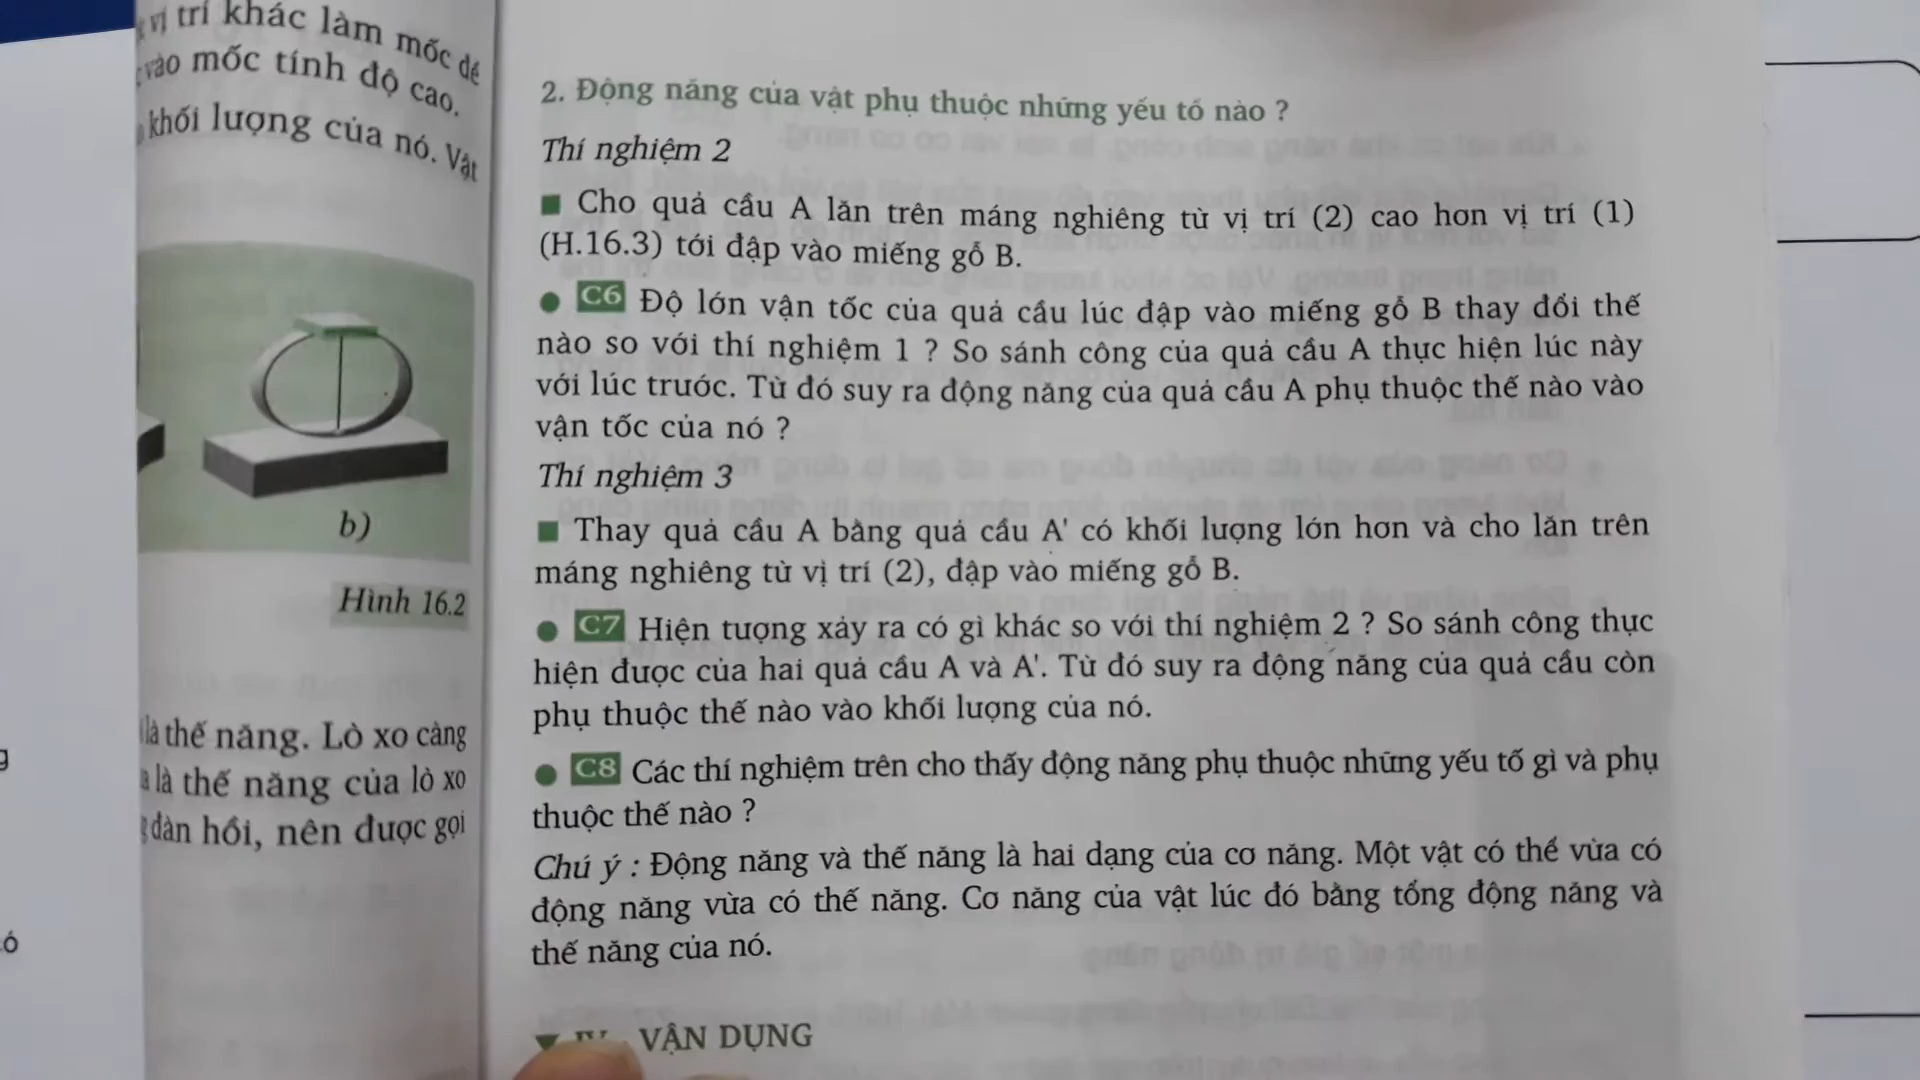 vị trí khác làm mốc để
vào mốc tính độ cao.
khối lượng của nó. Vật
b)
Hình 16.2
là thế năng. Lò xo càng
là thế năng của lò xo
đàn hồi, nên được gọi
2. Động năng của vật phụ thuộc những yếu tố nào ?
Thí nghiệm 2
■ Cho quả cầu A lăn trên máng nghiêng từ vị trí (2) cao hơn vị trí (1)
(H.16.3) tới đập vào miếng gỗ B.
● C6 Độ lớn vận tốc của quả cầu lúc đập vào miếng gỗ B thay đổi thế
nào so với thí nghiệm 1 ? So sánh công của quả cầu A thực hiện lúc này
với lúc trước. Từ đó suy ra động năng của quả cầu A phụ thuộc thế nào vào
vận tốc của nó ?
Thí nghiệm 3
■ Thay quả cầu A bằng quả cầu A' có khối lượng lớn hơn và cho lăn trên
máng nghiêng từ vị trí (2), đập vào miếng gỗ B.
● C7 Hiện tượng xảy ra có gì khác so với thí nghiệm 2 ? So sánh công thực
hiện được của hai quả cầu A và A'. Từ đó suy ra động năng của quả cầu còn
phụ thuộc thế nào vào khối lượng của nó.
● C8 Các thí nghiệm trên cho thấy động năng phụ thuộc những yếu tố gì và phụ
thuộc thế nào ?
Chú ý : Động năng và thế năng là hai dạng của cơ năng. Một vật có thể vừa có
động năng vừa có thế năng. Cơ năng của vật lúc đó bằng tổng động năng và
thế năng của nó.
VẬN DỤNG